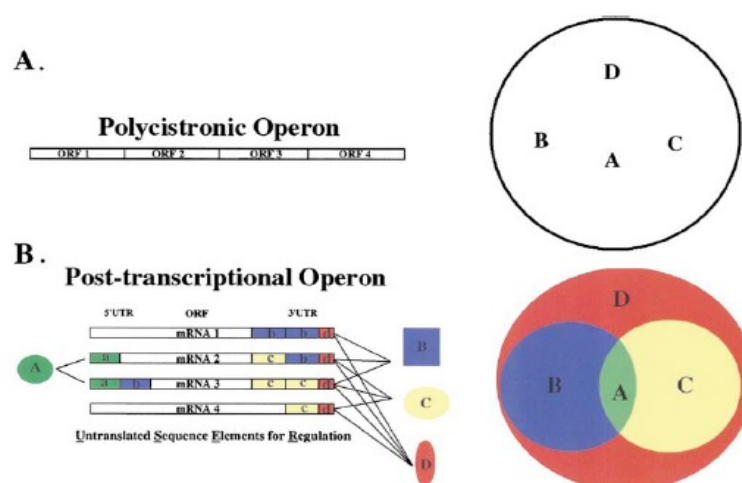 A.
Polycistronic Operon
ORF 1 ORF 2 ORF 3 ORF 4
D
B C
A
B.
Post-transcriptional Operon
5'UTR ORF 3'UTR
mRNA 1 b b d
a mRNA 2 c b d
a b mRNA 3 c c d
mRNA 4 c d
Untranslated Sequence Elements for Regulation
A
B
C
D
D
B A C